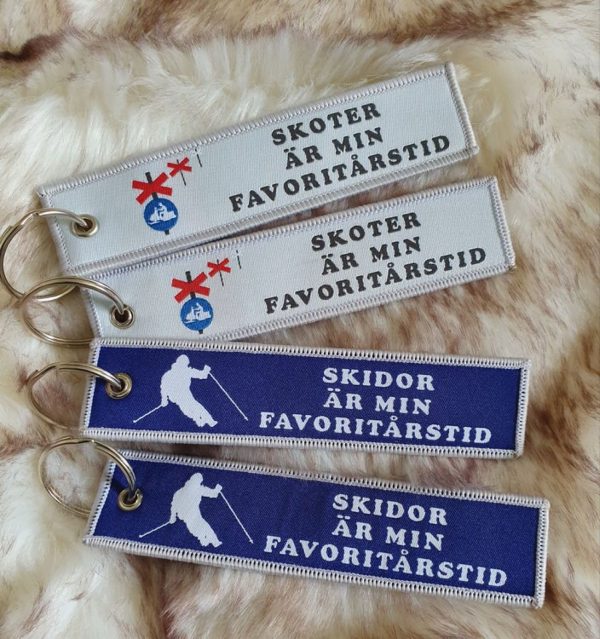 SKOTER
ÄR MIN
FAVORITÅRSTID
SKOTER
ÄR MIN
FAVORITÅRSTID
SKIDOR
ÄR MIN
FAVORITÅRSTID
SKIDOR
ÄR MIN
FAVORITÅRSTID